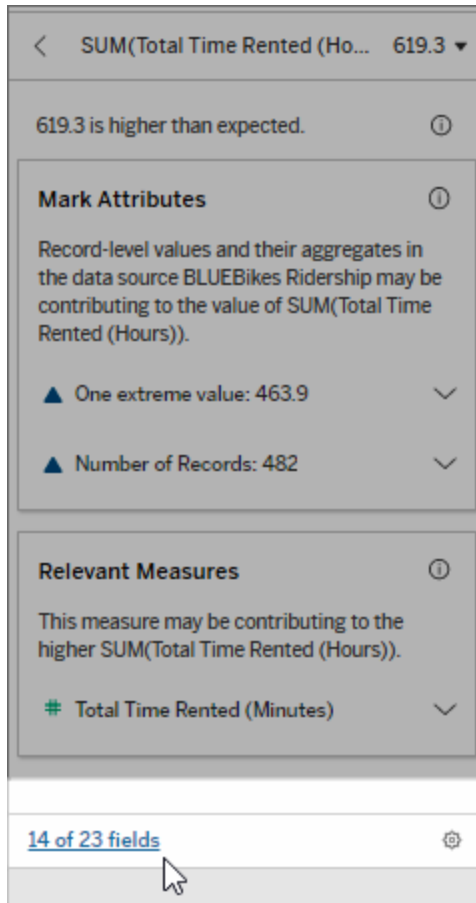 SUM(Total Time Rented (Ho... 619.3
619.3 is higher than expected.
Mark Attributes
Record-level values and their aggregates in
the data source BLUEBikes Ridership may be
contributing to the value of SUM(Total Time
Rented (Hours)).
One extreme value: 463.9
Number of Records: 482
Relevant Measures
This measure may be contributing to the
higher SUM(Total Time Rented (Hours)).
Total Time Rented (Minutes)
14 of 23 fields